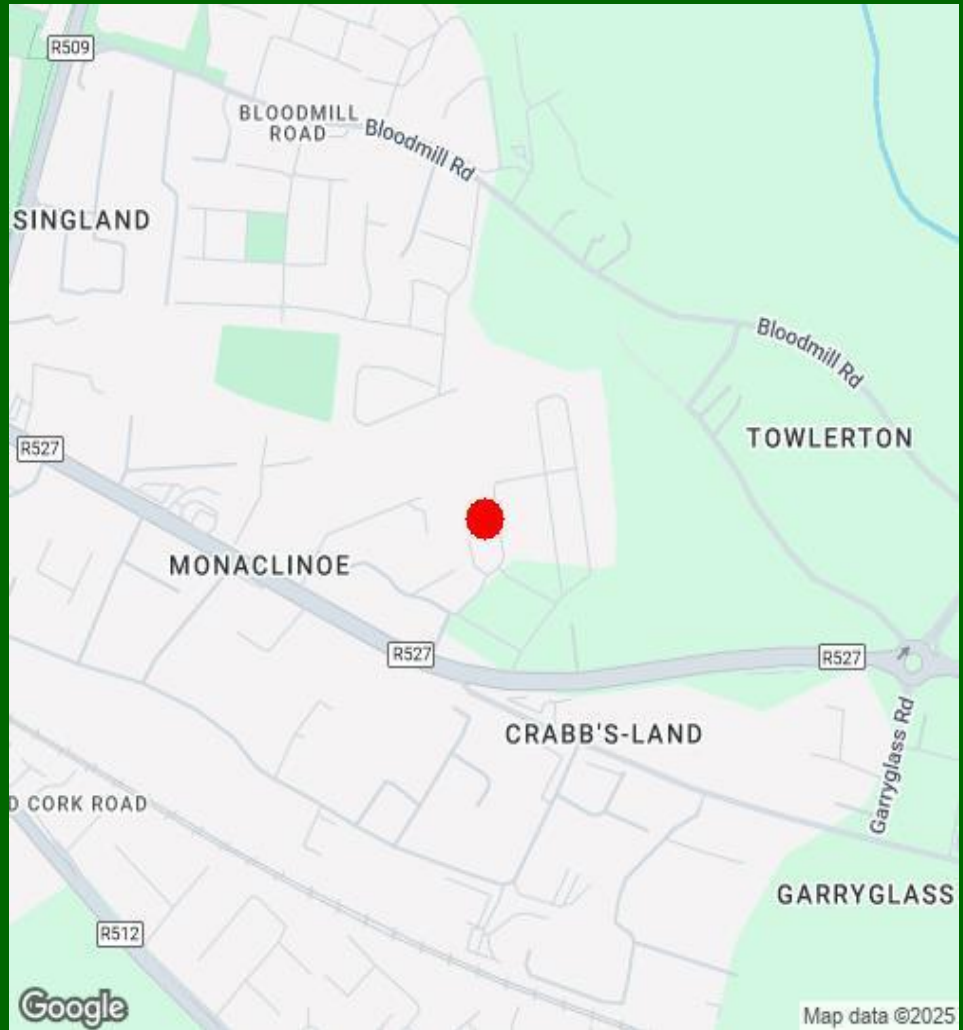 R509
BLOODMILL
ROAD
Bloodmill Rd
SINGLAND
Bloodmill Rd
TOWLERTON
R527
MONACLINOE
R527
R527
CRABB'S-LAND
Garryglass Rd
D CORK ROAD
GARRYGLASS
R512
Google
Map data ©2025